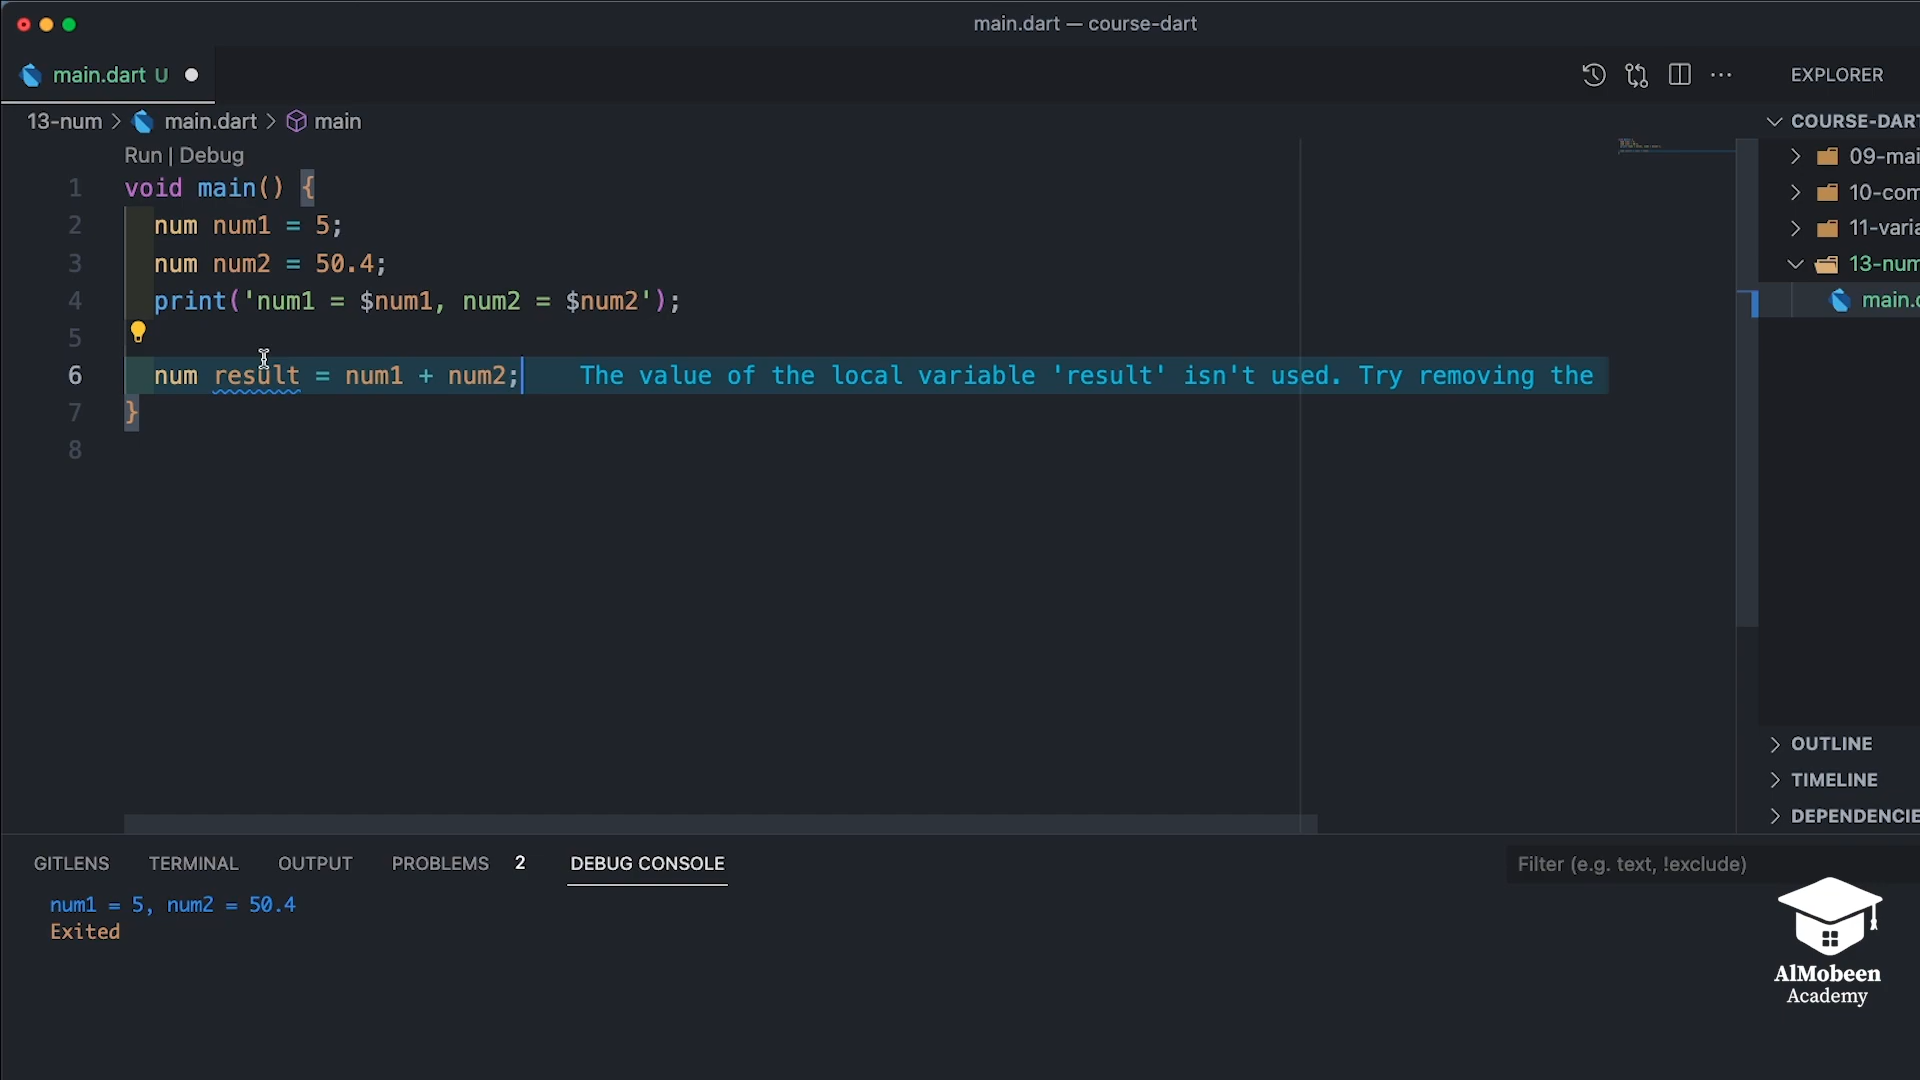 main.dart — course-dart
main.dart U
EXPLORER
13-num > main.dart > main
COURSE-DART
Run | Debug
09-mai
1 void main() {
10-com
2 num num1 = 5;
11-varia
3 num num2 = 50.4;
13-num
4 print('num1 = $num1, num2 = $num2');
main.d
5
6 num result = num1 + num2; The value of the local variable 'result' isn't used. Try removing the
7 }
8
OUTLINE
TIMELINE
DEPENDENCIE
GITLENS TERMINAL OUTPUT PROBLEMS 2 DEBUG CONSOLE
Filter (e.g. text, !exclude)
num1 = 5, num2 = 50.4
Exited
AlMobeen
Academy